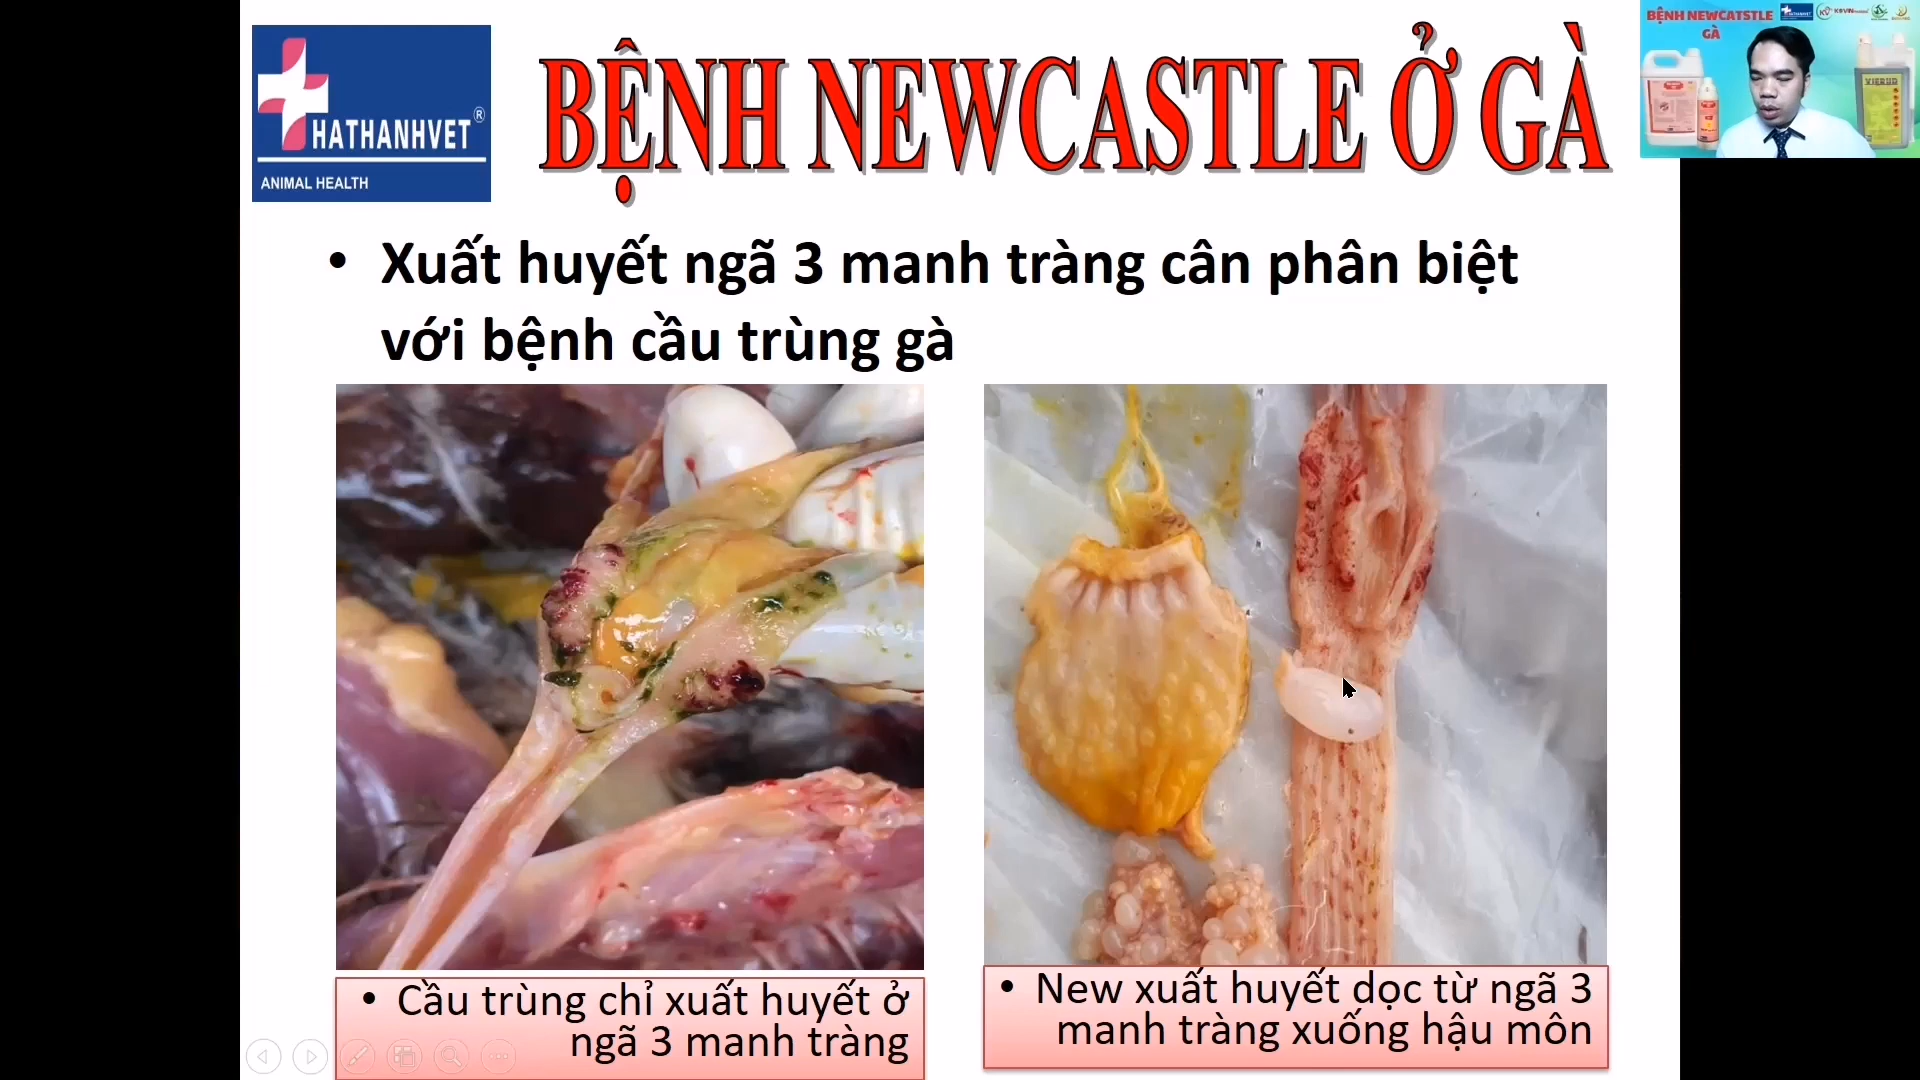 HATHANHVET®
ANIMAL HEALTH
BỆNH NEWCASTLE Ở GÀ
BỆNH NEWCATSTLE
GÀ
• Xuất huyết ngã 3 manh tràng cân phân biệt
với bệnh cầu trùng gà
• Cầu trùng chỉ xuất huyết ở
ngã 3 manh tràng
• New xuất huyết dọc từ ngã 3
manh tràng xuống hậu môn